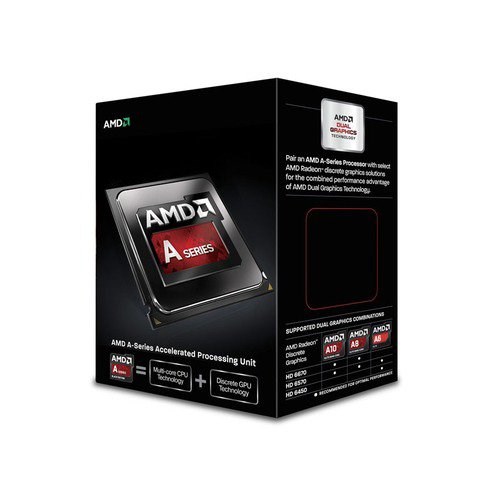 AMD
AMD
A SERIES
AMD A-Series Accelerated Processing Unit
AMD
A SERIES
=
Multi-core CPU
Technology
+
Discrete GPU
Technology
AMD
DUAL
GRAPHICS
TECHNOLOGY
Pair an AMD A-Series Processor with select
AMD Radeon™ discrete graphics solutions
for the combined performance advantage
of AMD Dual Graphics Technology.
SUPPORTED DUAL GRAPHICS COMBINATIONS
AMD Radeon™
Discrete
Graphics
A10
A8
A6
HD 6670 • •
HD 6570 • • •
HD 6450 • RECOMMENDED FOR OPTIMAL PERFORMANCE